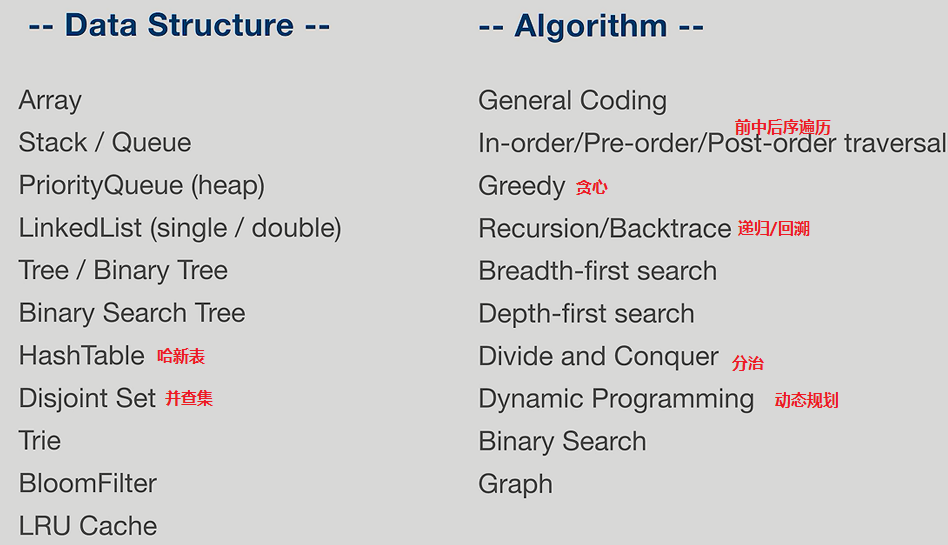 -- Data Structure --
Array
Stack / Queue
PriorityQueue (heap)
LinkedList (single / double)
Tree / Binary Tree
Binary Search Tree
HashTable 哈新表
Disjoint Set 并查集
Trie
BloomFilter
LRU Cache
-- Algorithm --
General Coding
前中后序遍历
In-order/Pre-order/Post-order traversal
Greedy 贪心
Recursion/Backtrace 递归/回溯
Breadth-first search
Depth-first search
Divide and Conquer 分治
Dynamic Programming 动态规划
Binary Search
Graph